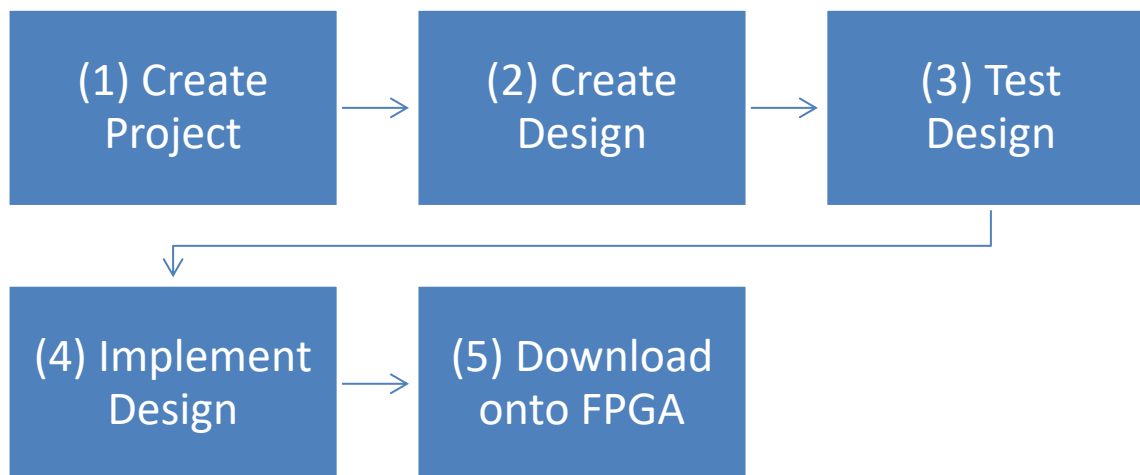 (1) Create
Project
(2) Create
Design
(3) Test
Design
(4) Implement
Design
(5) Download
onto FPGA